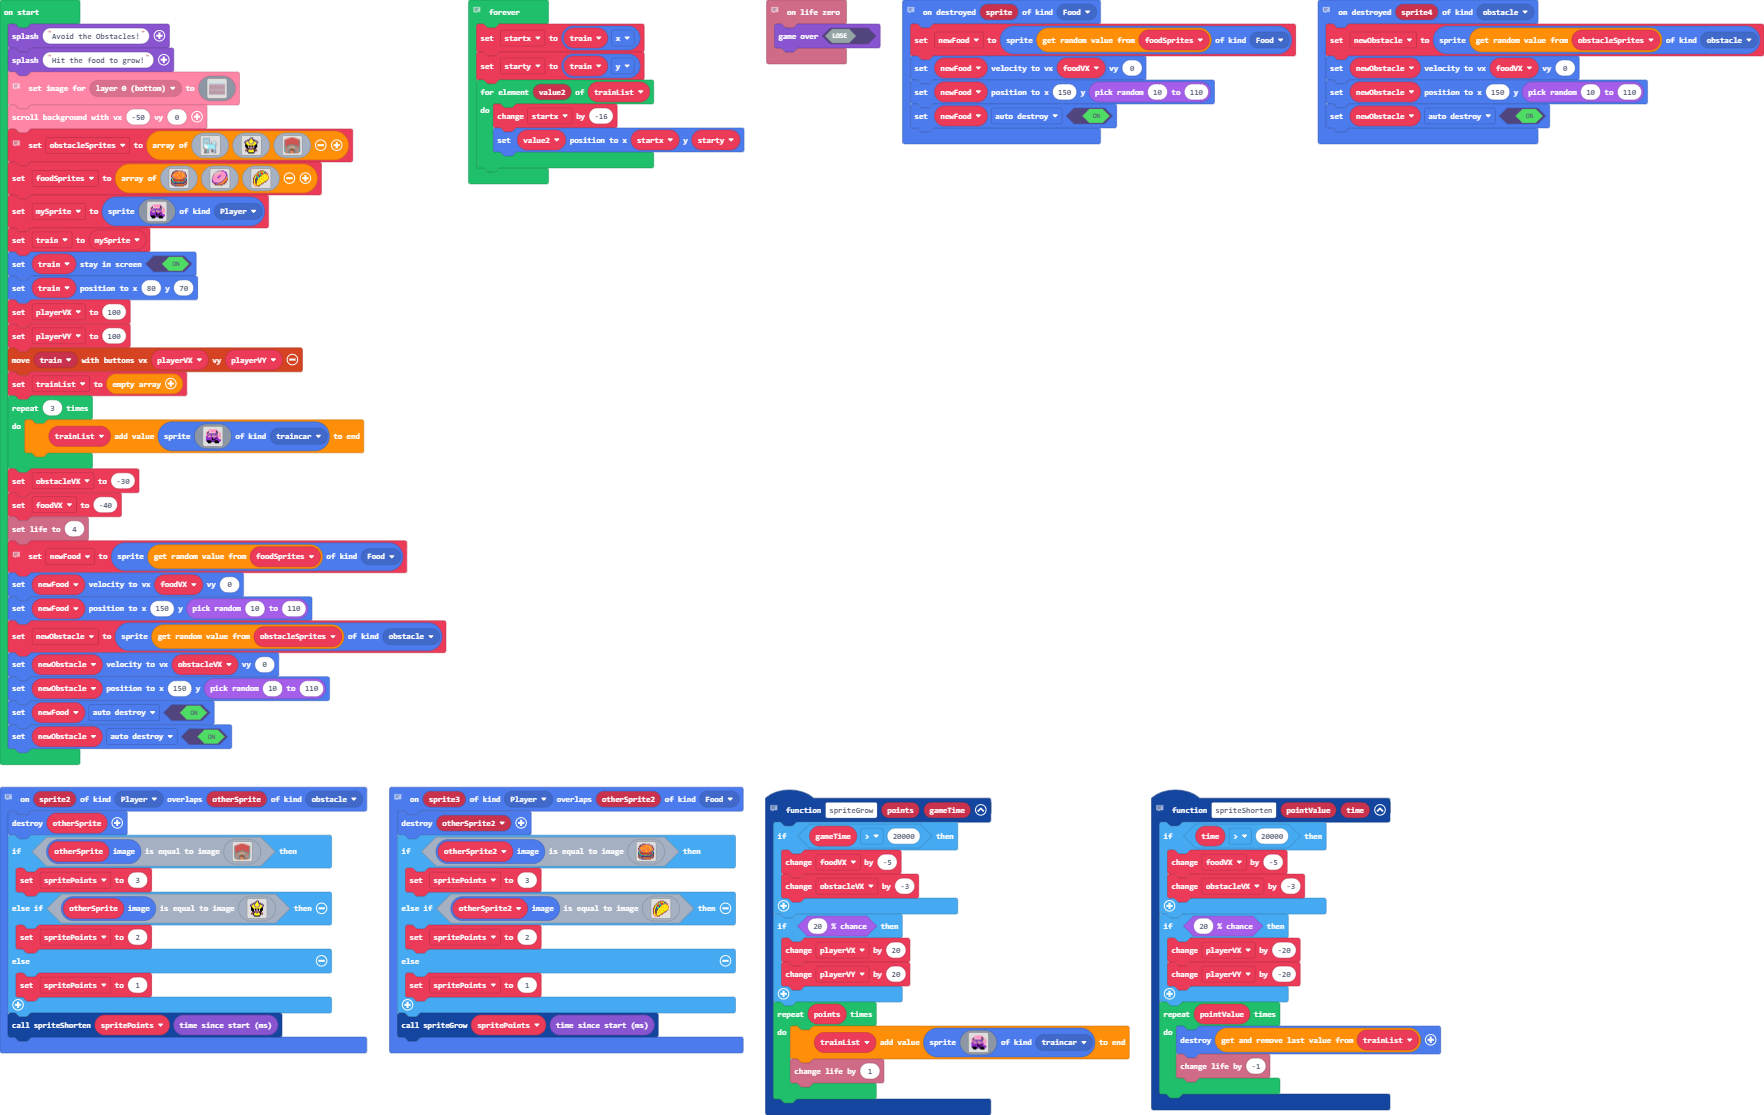 on start
splash "Avoid the Obstacles!"
splash "Hit the food to grow!"
set image for layer 0 (bottom) to
scroll background with vx -50 vy 0
set obstacleSprites to array of
set foodSprites to array of
set mySprite to sprite of kind Player
set train to mySprite
set train stay in screen ON
set train position to x 80 y 70
set playerVX to 100
set playerVY to 100
move train with buttons vx playerVX vy playerVY
set trainList to empty array
repeat 3 times
do
trainList add value sprite of kind traincar to end
set obstacleVX to -30
set foodVX to -40
set life to 4
set newFood to sprite get random value from foodSprites of kind Food
set newFood velocity to vx foodVX vy 0
set newFood position to x 150 y pick random 10 to 110
set newObstacle to sprite get random value from obstacleSprites of kind obstacle
set newObstacle velocity to vx obstacleVX vy 0
set newObstacle position to x 150 y pick random 10 to 110
set newFood auto destroy ON
set newObstacle auto destroy ON
forever
set startx to train x
set starty to train y
for element value2 of trainList
do
change startx by -16
set value2 position to x startx y starty
on life zero
game over LOSE
on destroyed sprite of kind Food
set newFood to sprite get random value from foodSprites of kind Food
set newFood velocity to vx foodVX vy 0
set newFood position to x 150 y pick random 10 to 110
set newFood auto destroy ON
on destroyed sprite4 of kind obstacle
set newObstacle to sprite get random value from obstacleSprites of kind obstacle
set newObstacle velocity to vx foodVX vy 0
set newObstacle position to x 150 y pick random 10 to 110
set newObstacle auto destroy ON
on sprite2 of kind Player overlaps otherSprite of kind obstacle
destroy otherSprite
if otherSprite image is equal to image then
set spritePoints to 3
else if otherSprite image is equal to image then
set spritePoints to 2
else
set spritePoints to 1
call spriteShorten spritePoints time since start (ms)
on sprite3 of kind Player overlaps otherSprite2 of kind Food
destroy otherSprite2
if otherSprite2 image is equal to image then
set spritePoints to 3
else if otherSprite2 image is equal to image then
set spritePoints to 2
else
set spritePoints to 1
call spriteGrow spritePoints time since start (ms)
function spriteGrow points gameTime
if gameTime > 20000 then
change foodVX by -5
change obstacleVX by -3
if 20 % chance then
change playerVX by 20
change playerVY by 20
repeat points times
do
trainList add value sprite of kind traincar to end
change life by 1
function spriteShorten pointValue time
if time > 20000 then
change foodVX by -5
change obstacleVX by -3
if 20 % chance then
change playerVX by -20
change playerVY by -20
repeat pointValue times
do
destroy get and remove last value from trainList
change life by -1